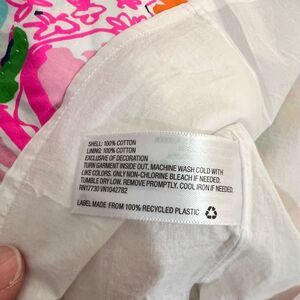 SHELL: 100% COTTON
LINING: 100% COTTON
EXCLUSIVE OF DECORATION
TURN GARMENT INSIDE OUT. MACHINE WASH COLD WITH
LIKE COLORS. ONLY NON-CHLORINE BLEACH IF NEEDED.
TUMBLE DRY LOW. REMOVE PROMPTLY. COOL IRON IF NEEDED.
RN17730 VN1042782
LABEL MADE FROM 100% RECYCLED PLASTIC